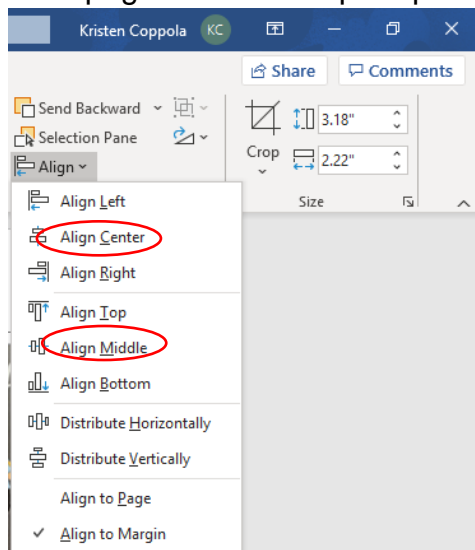 Kristen Coppola KC
Share Comments
Send Backward
Selection Pane
Align
Crop
3.18"
2.22"
Size
Align Left
Align Center
Align Right
Align Top
Align Middle
Align Bottom
Distribute Horizontally
Distribute Vertically
Align to Page
Align to Margin